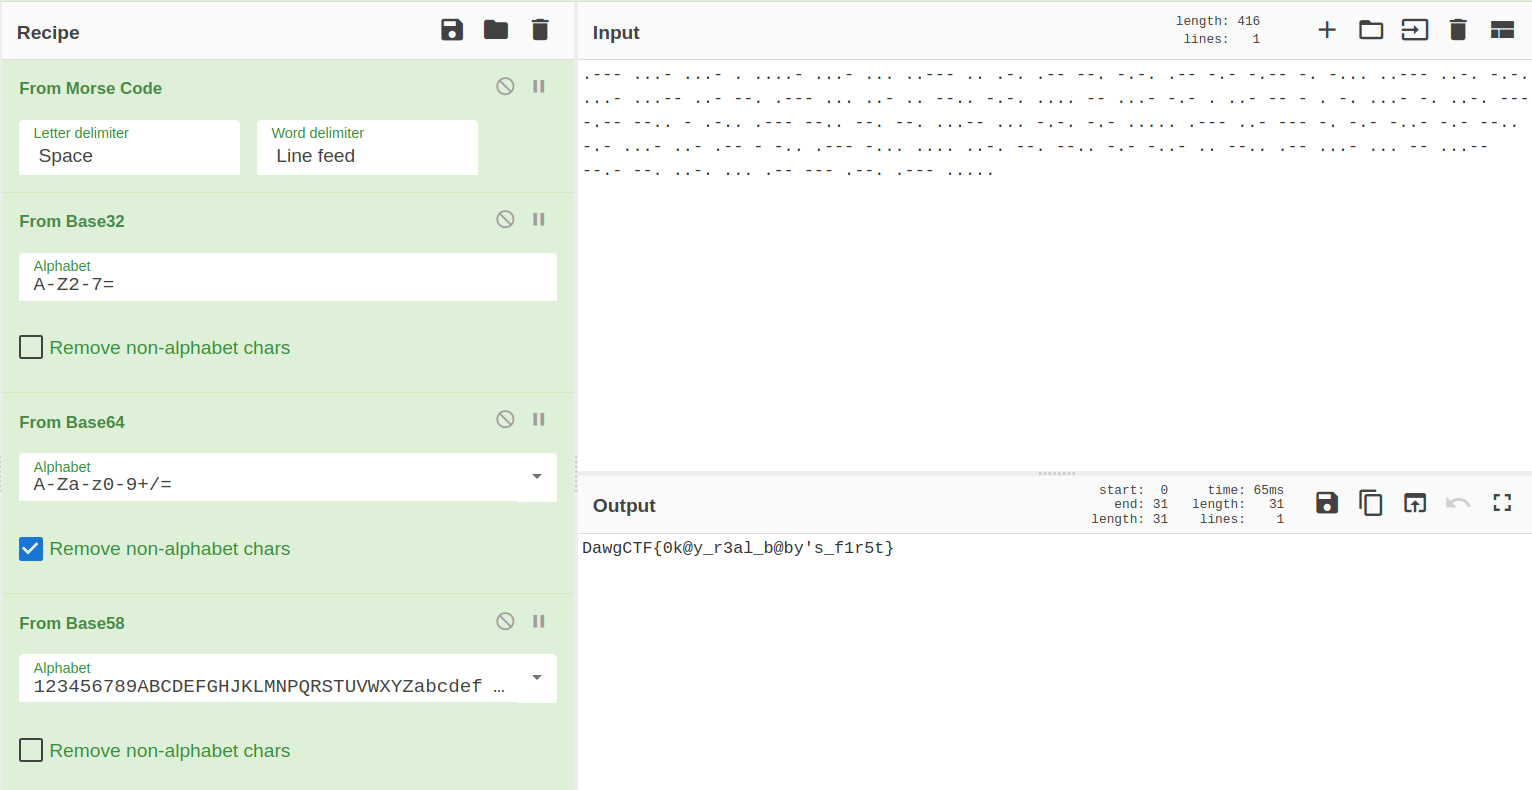 Recipe
From Morse Code
Letter delimiter
Space
Word delimiter
Line feed
From Base32
Alphabet
A-Z2-7=
Remove non-alphabet chars
From Base64
Alphabet
A-Za-z0-9+/=
Remove non-alphabet chars
From Base58
Alphabet
123456789ABCDEFGHJKLMNPQRSTUVWXYZabcdef …
Remove non-alphabet chars
Input
length: 416
lines: 1
.--- ...- ...- . ....- ...- ... ..--- .. .-. .-- --. -.-. .-- -.- -.-- -. -... ..--- ..-. -.-.
...- ...-- ..- --. .--- ... ..- .. --.. -.-. .... -- ...- -.- . ..- -- - . -. ...- -. ..-. ---
-.-- --.. - .-.. .--- --.. --. --. ...-- ... -.-. -.- ..... .--- ..- --- -. -.- -..- -.- --..
-.- ...- ..- .-- - -.. .--- -... .... ..-. --. --.. -.- -..- .. --.. .-- ...- ... -- ...--
--.- --. ..-. ... .-- --- .--. .--- .....
Output
start: 0
end: 31
length: 31
time: 65ms
length: 31
lines: 1
DawgCTF{0k@y_r3al_b@by's_f1r5t}